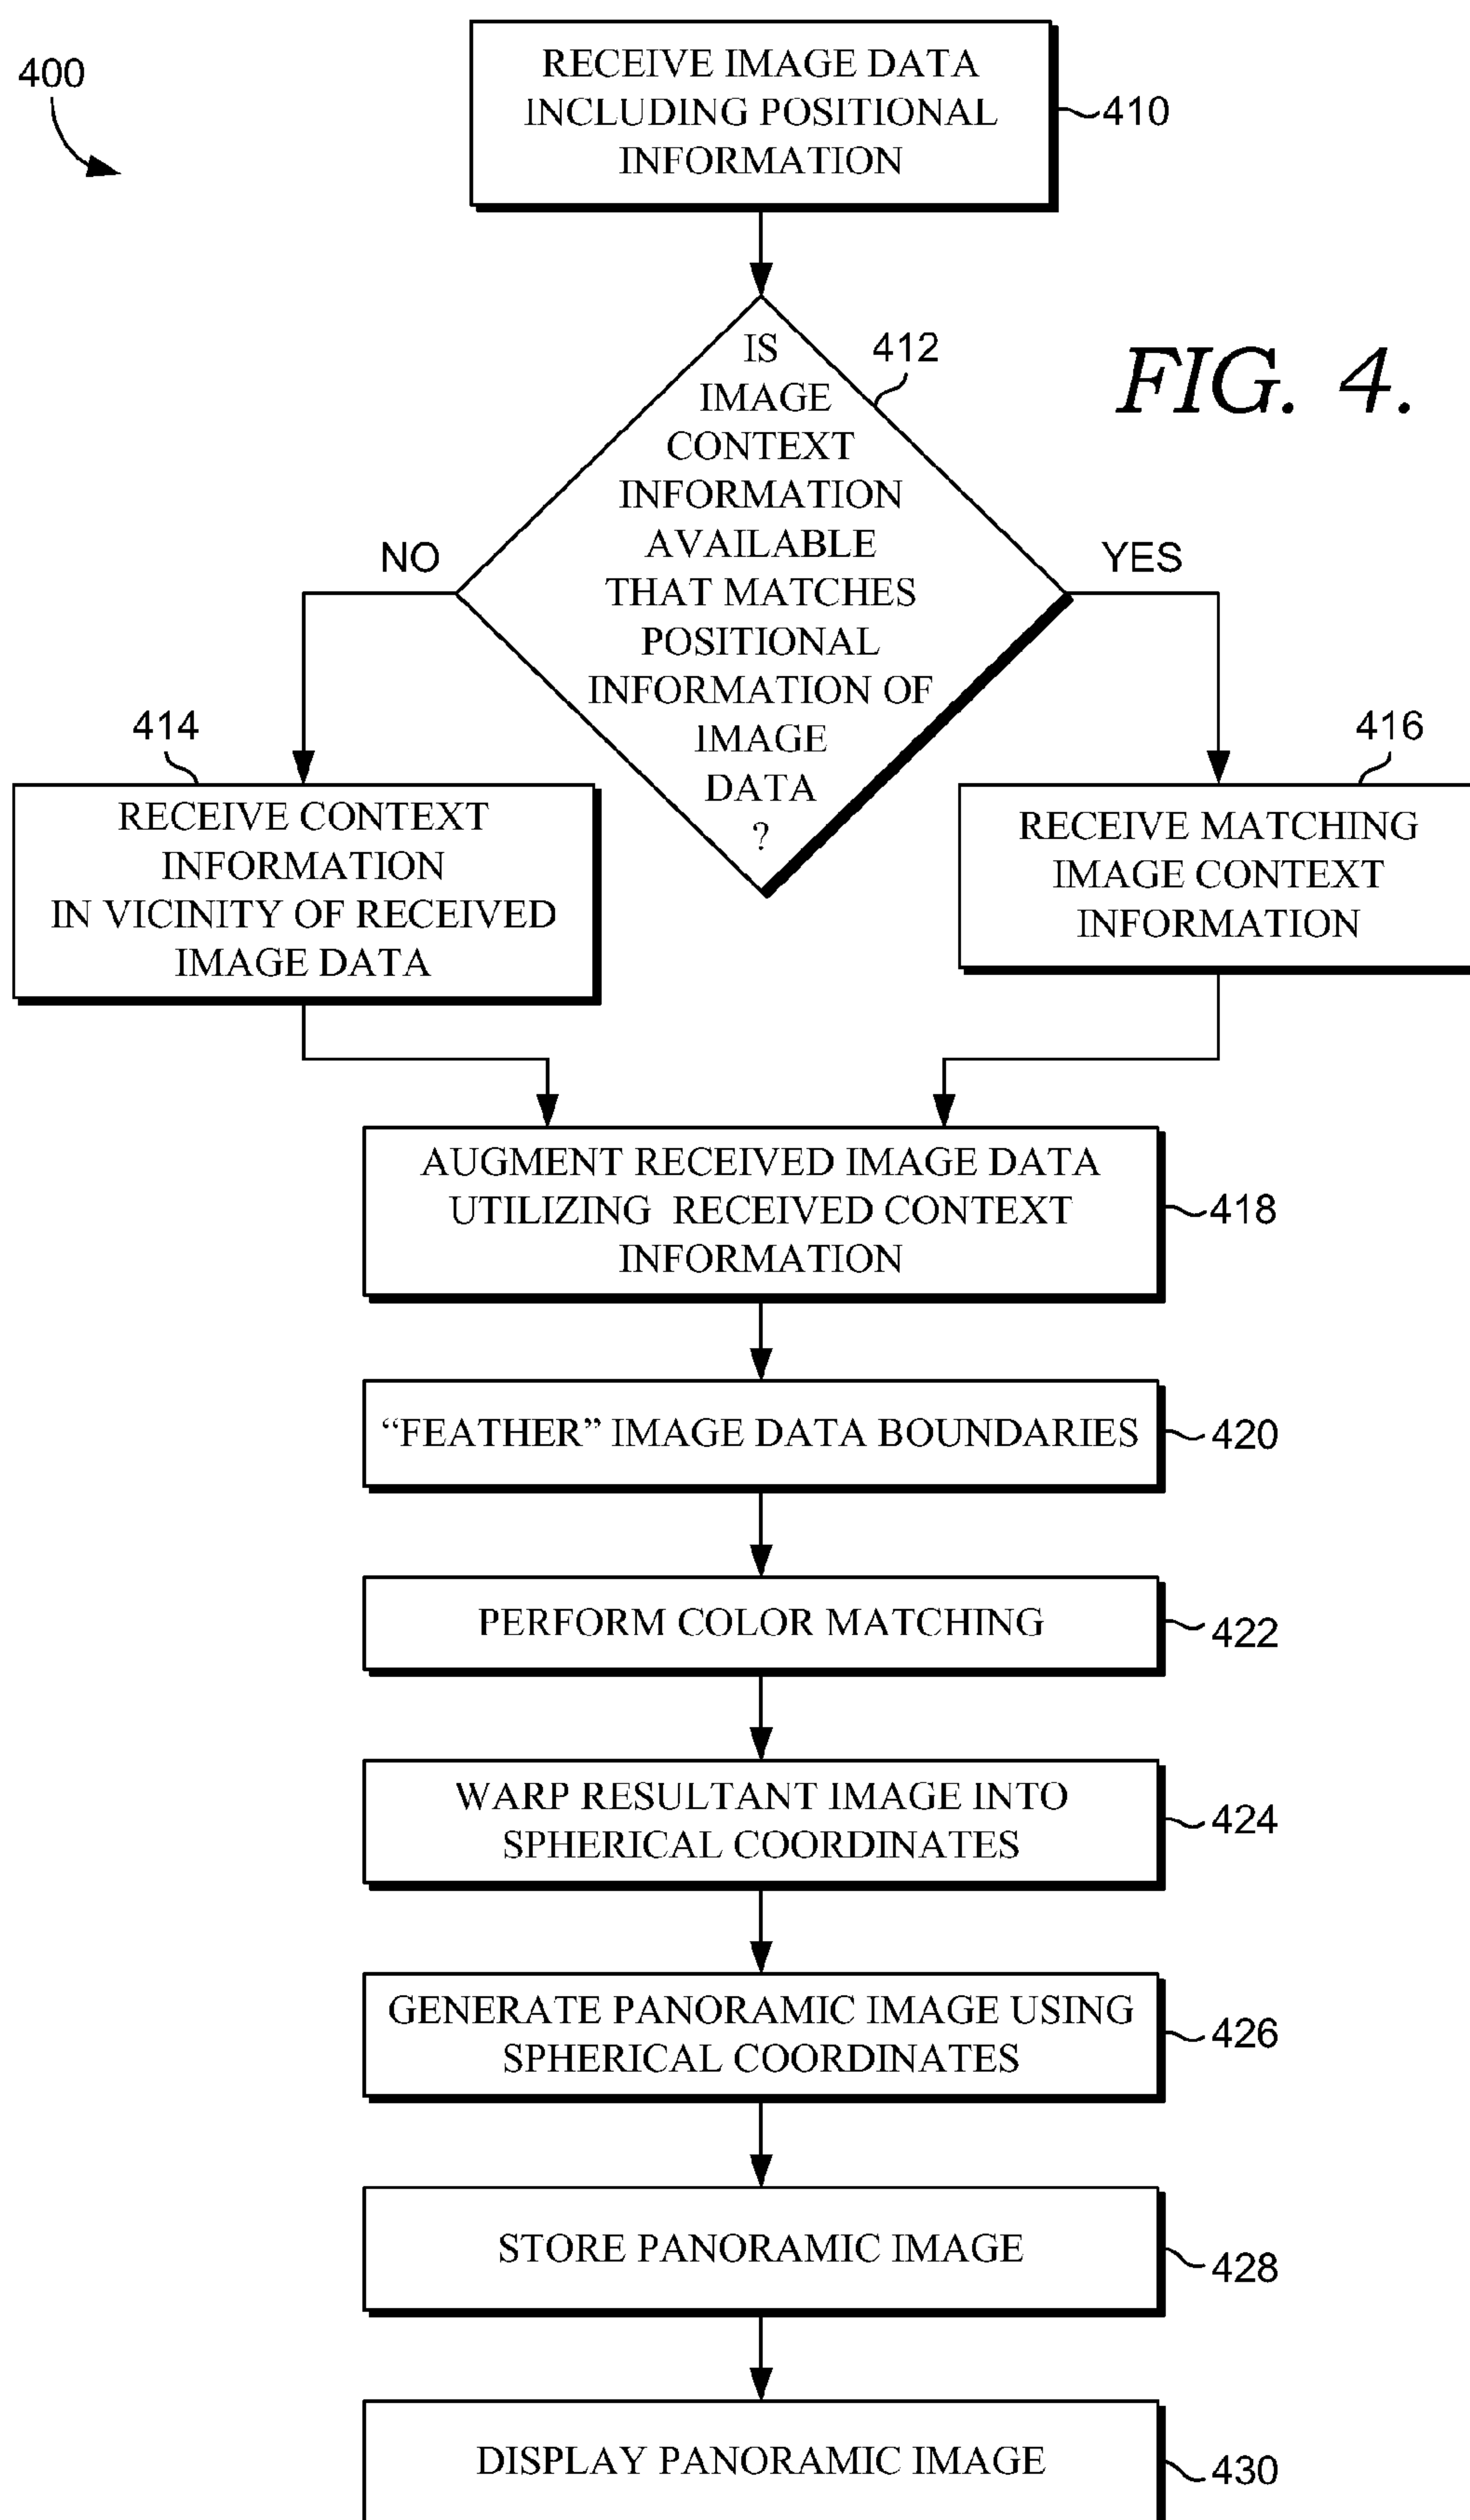 400
RECEIVE IMAGE DATA
INCLUDING POSITIONAL
INFORMATION
410
IS
IMAGE
CONTEXT
INFORMATION
AVAILABLE
THAT MATCHES
POSITIONAL
INFORMATION OF
IMAGE
DATA
?
412
FIG. 4.
NO
YES
414
RECEIVE CONTEXT
INFORMATION
IN VICINITY OF RECEIVED
IMAGE DATA
416
RECEIVE MATCHING
IMAGE CONTEXT
INFORMATION
AUGMENT RECEIVED IMAGE DATA
UTILIZING RECEIVED CONTEXT
INFORMATION
418
“FEATHER” IMAGE DATA BOUNDARIES
420
PERFORM COLOR MATCHING
422
WARP RESULTANT IMAGE INTO
SPHERICAL COORDINATES
424
GENERATE PANORAMIC IMAGE USING
SPHERICAL COORDINATES
426
STORE PANORAMIC IMAGE
428
DISPLAY PANORAMIC IMAGE
430